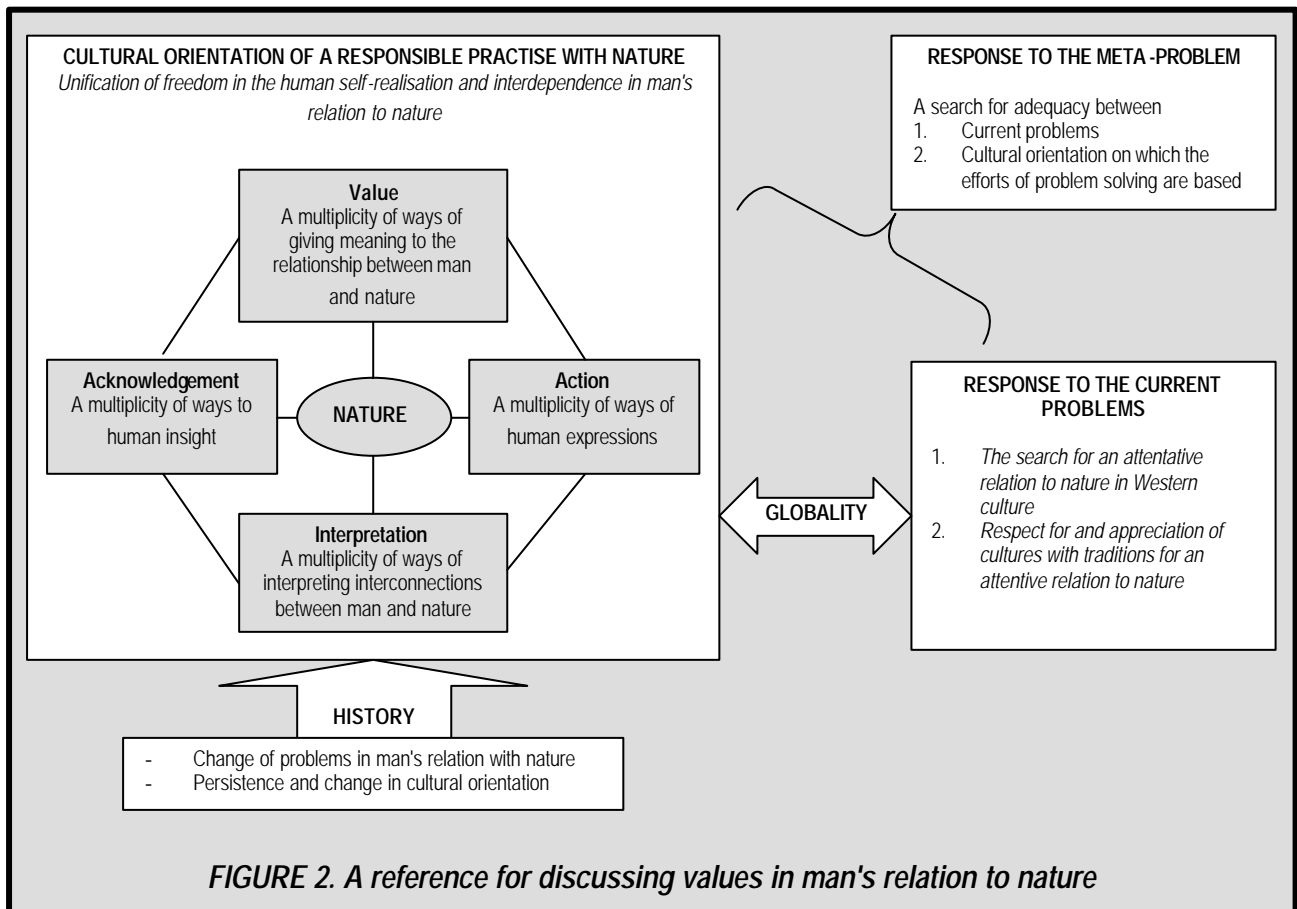 CULTURAL ORIENTATION OF A RESPONSIBLE PRACTISE WITH NATURE
Unification of freedom in the human self-realisation and interdependence in man's
relation to nature
Value
A multiplicity of ways of
giving meaning to the
relationship between man
and nature
Acknowledgement
A multiplicity of ways to
human insight
NATURE
Action
A multiplicity of ways of
human expressions
Interpretation
A multiplicity of ways of
interpreting interconnections
between man and nature
HISTORY
- Change of problems in man's relation with nature
- Persistence and change in cultural orientation
RESPONSE TO THE META-PROBLEM
A search for adequacy between
1. Current problems
2. Cultural orientation on which the
efforts of problem solving are based
GLOBALITY
RESPONSE TO THE CURRENT
PROBLEMS
1. The search for an attentative
relation to nature in Western
culture
2. Respect for and appreciation of
cultures with traditions for an
attentive relation to nature
FIGURE 2. A reference for discussing values in man's relation to nature